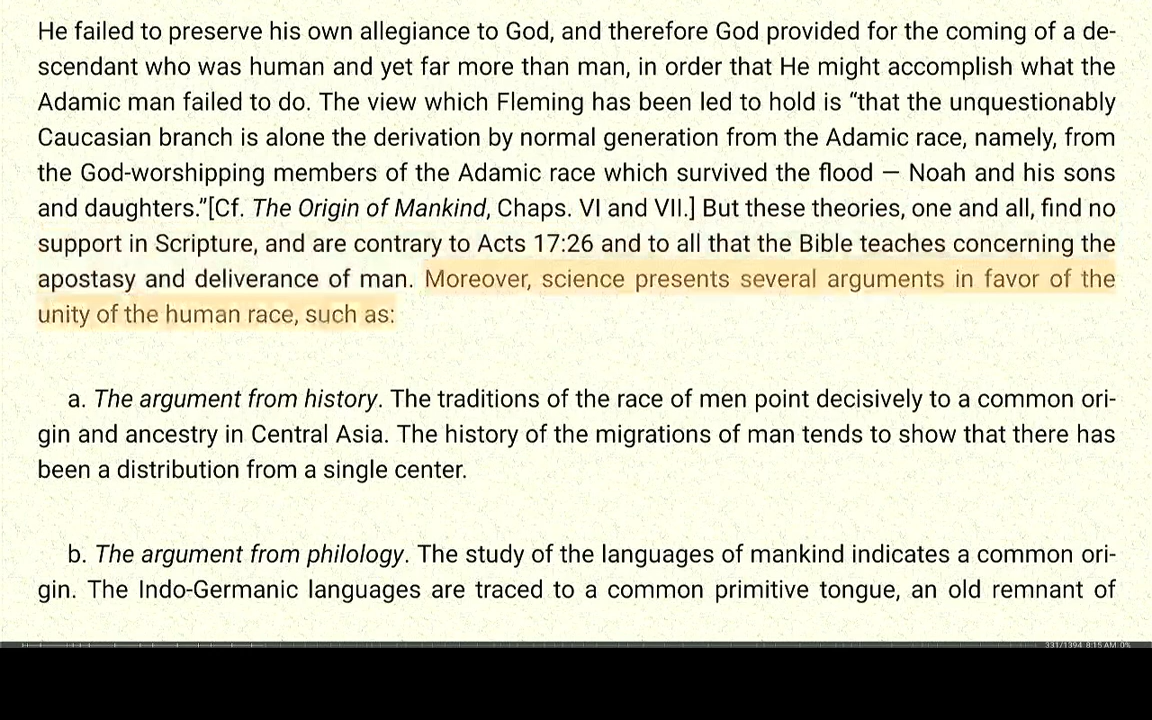 He failed to preserve his own allegiance to God, and therefore God provided for the coming of a de-
scendant who was human and yet far more than man, in order that He might accomplish what the
Adamic man failed to do. The view which Fleming has been led to hold is “that the unquestionably
Caucasian branch is alone the derivation by normal generation from the Adamic race, namely, from
the God-worshipping members of the Adamic race which survived the flood — Noah and his sons
and daughters.”[Cf. The Origin of Mankind, Chaps. VI and VII.] But these theories, one and all, find no
support in Scripture, and are contrary to Acts 17:26 and to all that the Bible teaches concerning the
apostasy and deliverance of man. Moreover, science presents several arguments in favor of the
unity of the human race, such as:
a. The argument from history. The traditions of the race of men point decisively to a common ori-
gin and ancestry in Central Asia. The history of the migrations of man tends to show that there has
been a distribution from a single center.
b. The argument from philology. The study of the languages of mankind indicates a common ori-
gin. The Indo-Germanic languages are traced to a common primitive tongue, an old remnant of
331/1394 8:15 AM 0%